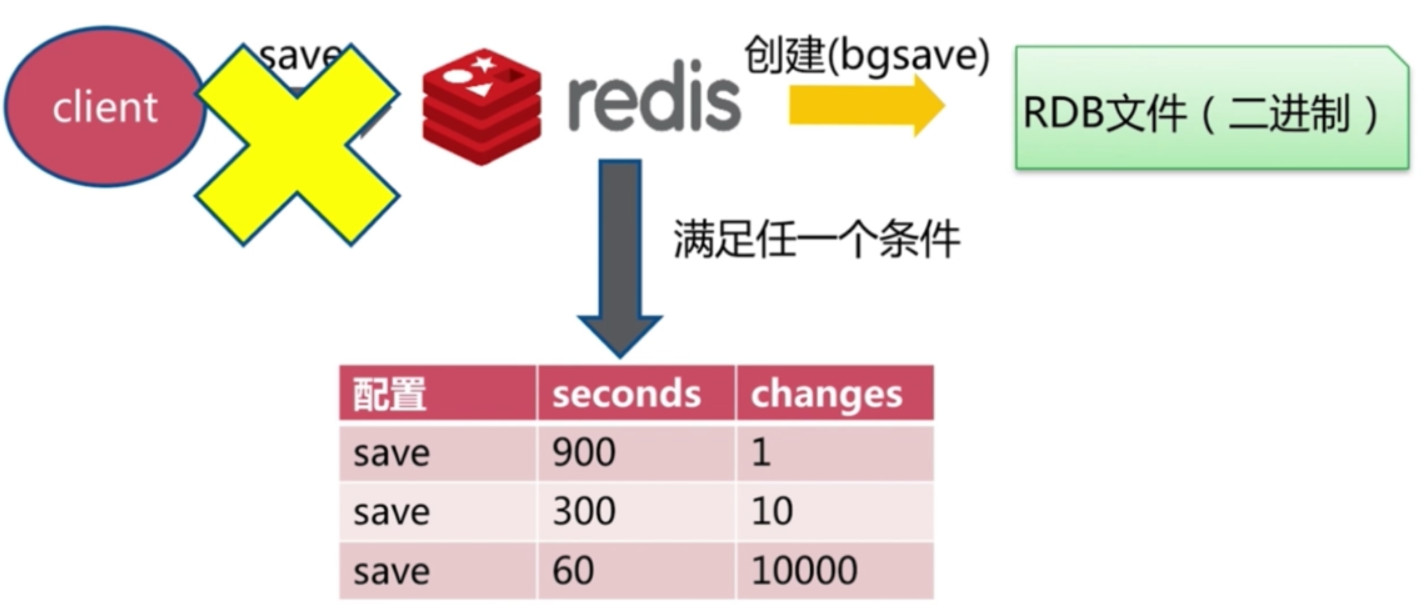 save
client
redis
创建(bgsave)
RDB文件（二进制）
满足任一个条件
配置 seconds changes
save 900 1
save 300 10
save 60 10000